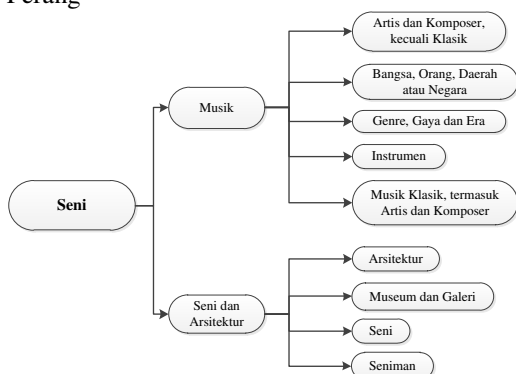 Perang
Artis dan Komposer,
kecuali Klasik
Bangsa, Orang, Daerah
atau Negara
Musik
Genre, Gaya dan Era
Instrumen
Musik Klasik, termasuk
Artis dan Komposer
Seni
Arsitektur
Seni dan
Arsitektur
Museum dan Galeri
Seni
Seniman